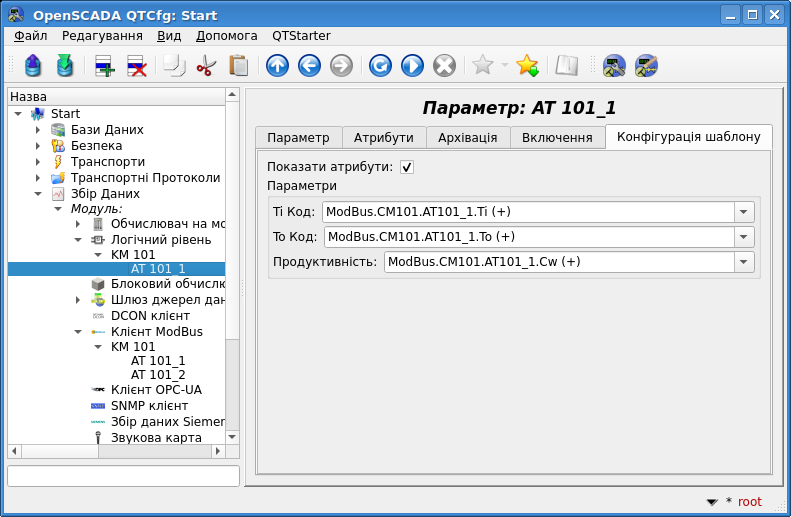 OpenSCADA QTCfg: Start
Файл Редагування Вид Допомога QTStarter
Назва
Start
Бази Даних
Безпека
Транспорти
Транспортні Протоколи
Збір Даних
Модуль:
Обчислювач на мо
Логічний рівень
КМ 101
AT 101_1
Блоковий обчислю
Шлюз джерел дан
DCON клієнт
Клієнт ModBus
КМ 101
AT 101_1
AT 101_2
Клієнт OPC-UA
SNMP клієнт
Збір даних Siemen
Звукова карта
Параметр: AT 101_1
Параметр Атрибути Архівація Включення Конфігурація шаблону
Показати атрибути:
Параметри
Ti Код: ModBus.CM101.AT101_1.Ti (+)
To Код: ModBus.CM101.AT101_1.To (+)
Продуктивність: ModBus.CM101.AT101_1.Cw (+)
* root